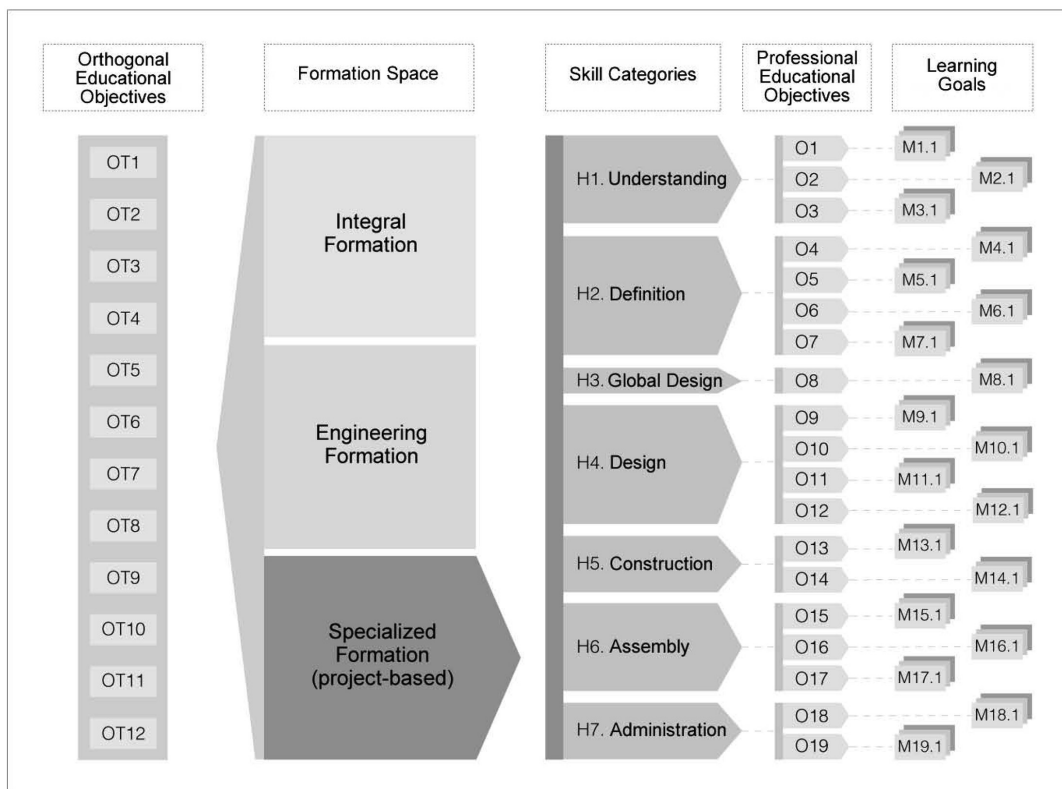 Orthogonal
Educational
Objectives
Formation Space
Skill Categories
Professional
Educational
Objectives
Learning
Goals
OT1
OT2
OT3
OT4
OT5
OT6
OT7
OT8
OT9
OT10
OT11
OT12
Integral
Formation
Engineering
Formation
Specialized
Formation
(project-based)
H1. Understanding
H2. Definition
H3. Global Design
H4. Design
H5. Construction
H6. Assembly
H7. Administration
O1
O2
O3
O4
O5
O6
O7
O8
O9
O10
O11
O12
O13
O14
O15
O16
O17
O18
O19
M1.1
M2.1
M3.1
M4.1
M5.1
M6.1
M7.1
M8.1
M9.1
M10.1
M11.1
M12.1
M13.1
M14.1
M15.1
M16.1
M17.1
M18.1
M19.1